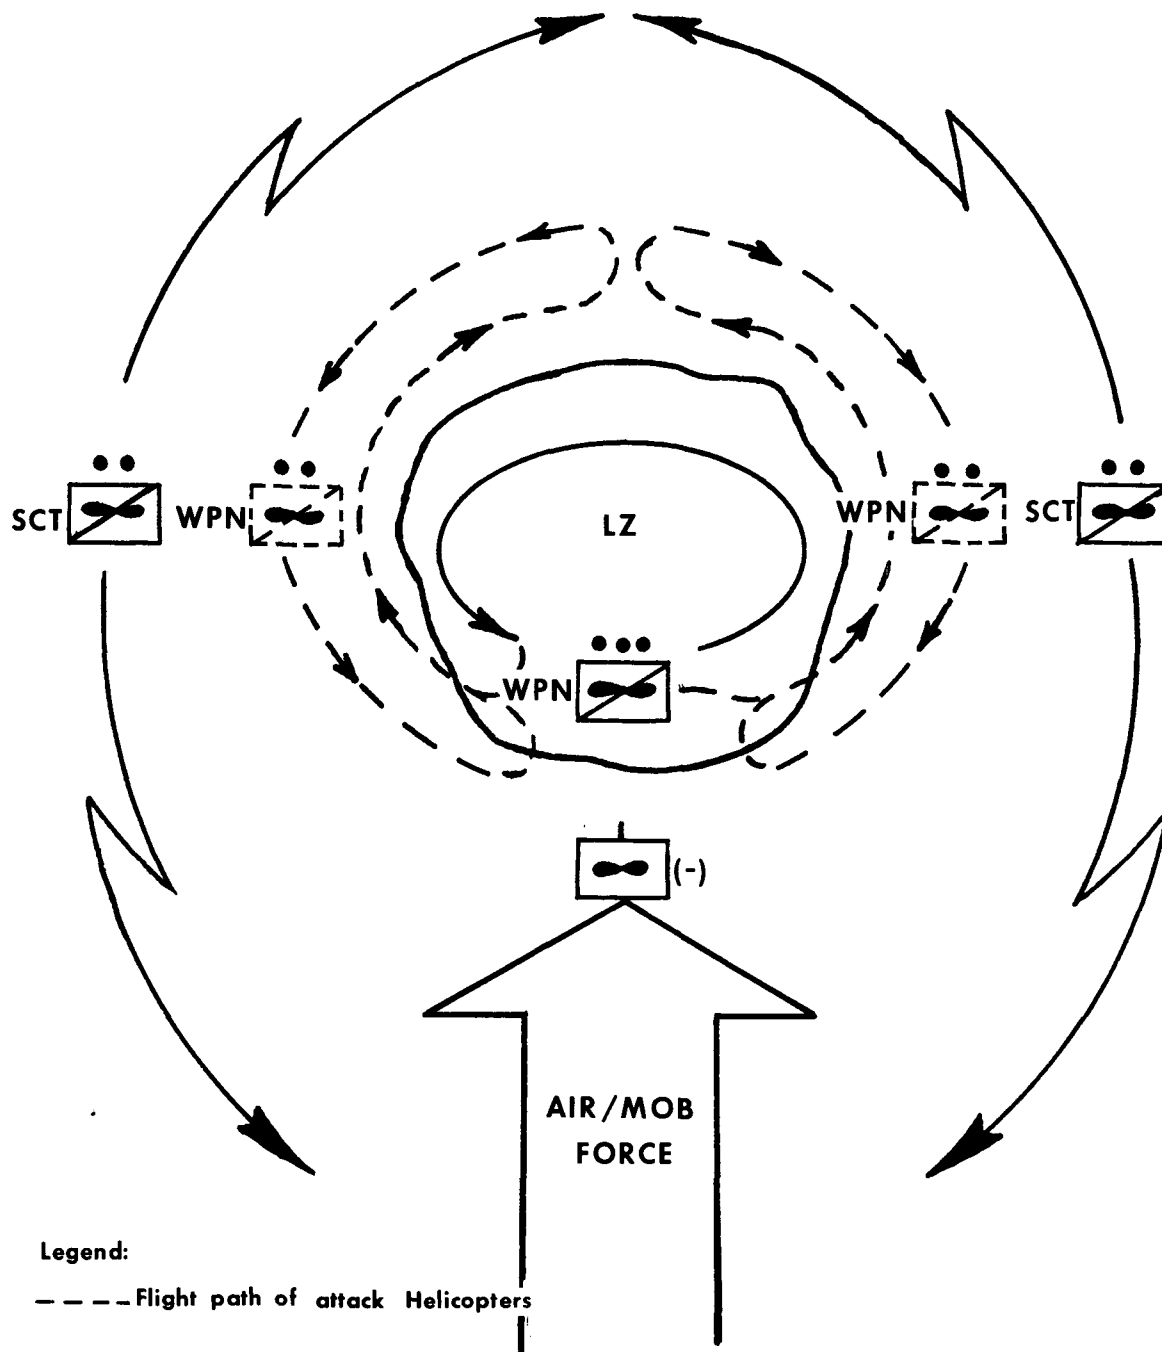 SCT
WPN
LZ
WPN
SCT
WPN
(-)
AIR/MOB
FORCE
Legend:
---- Flight path of attack Helicopters